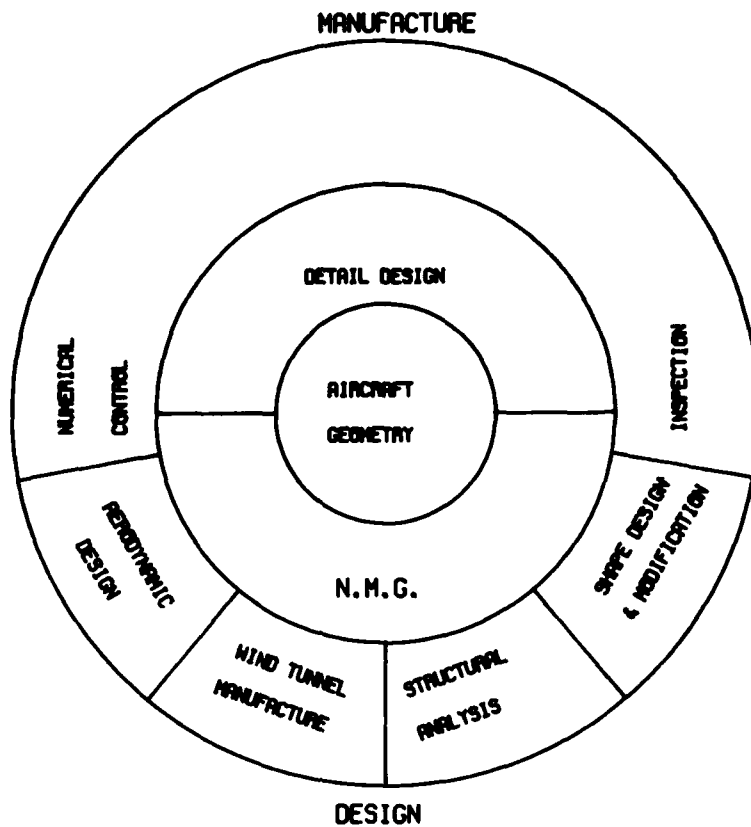 MANUFACTURE
DETAIL DESIGN
AIRCRAFT
GEOMETRY
NUMERICAL
CONTROL
INSPECTION
AERODYNAMIC
DESIGN
N.M.G.
SHAPE DESIGN
& MODIFICATION
WIND TUNNEL
MANUFACTURE
STRUCTURAL
ANALYSIS
DESIGN